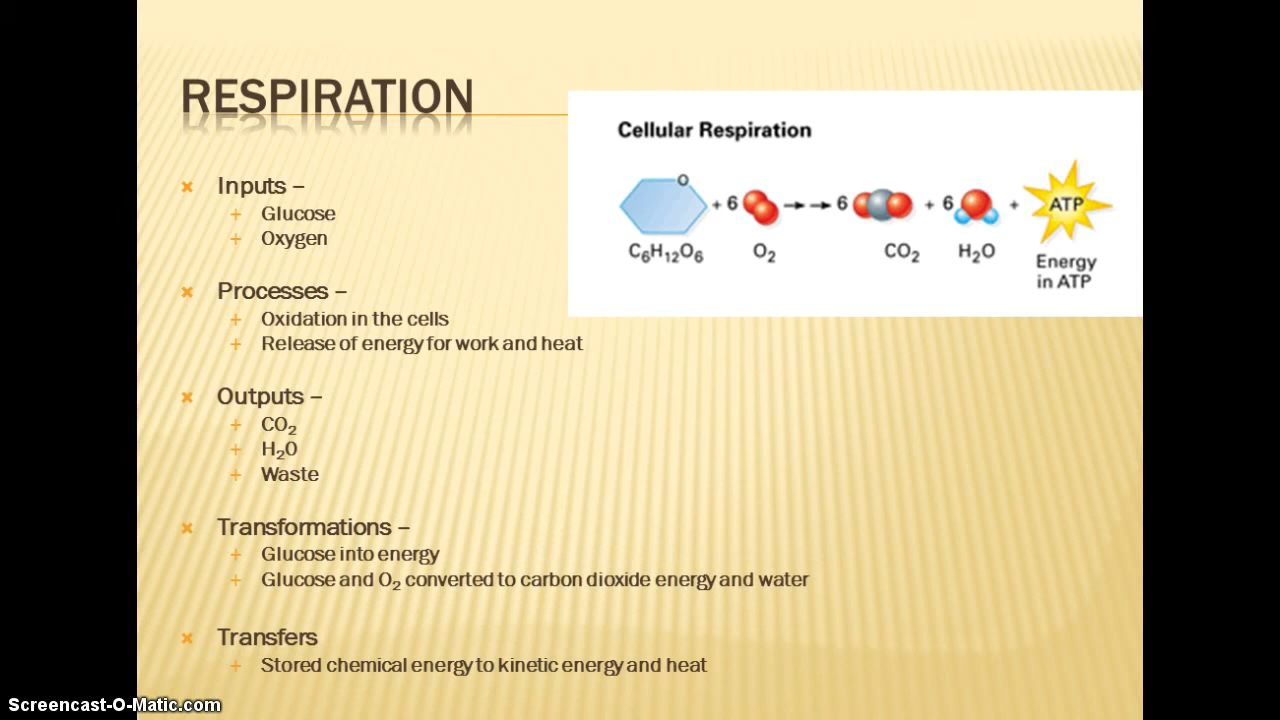 RESPIRATION
Inputs –
Glucose
Oxygen
Processes –
Oxidation in the cells
Release of energy for work and heat
Outputs –
CO₂
H₂O
Waste
Transformations –
Glucose into energy
Glucose and O₂ converted to carbon dioxide energy and water
Transfers
Stored chemical energy to kinetic energy and heat
Cellular Respiration
O
+ 6 → → 6 + 6 + ATP
C₆H₁₂O₆ O₂ CO₂ H₂O
Energy
in ATP
Screencast-O-Matic.com